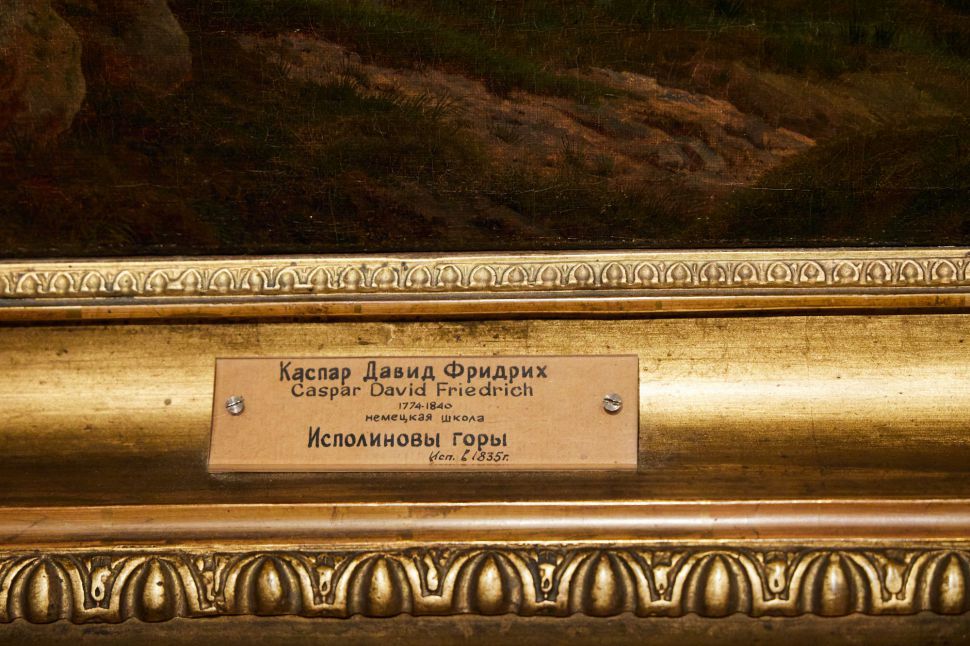 Каспар Давид Фридрих
Caspar David Friedrich
1774-1840
немецкая школа
Исполиновы горы
Исп. в 1835г.